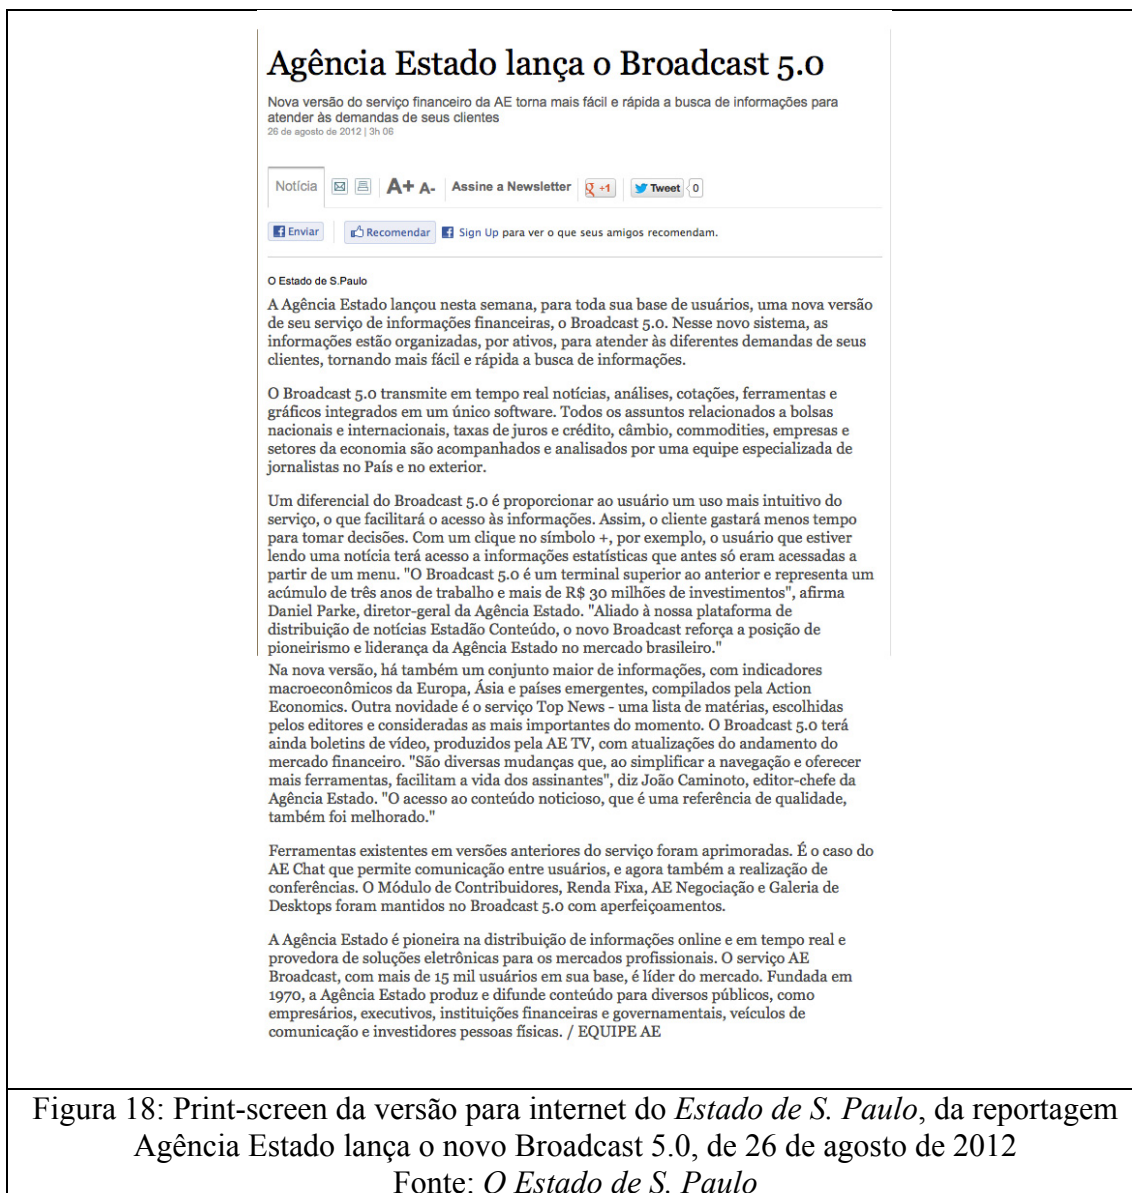 Agência Estado lança o Broadcast 5.0
Nova versão do serviço financeiro da AE torna mais fácil e rápida a busca de informações para
atender às demandas de seus clientes
26 de agosto de 2012 | 3h 06
Notícia A+ A- Assine a Newsletter g +1 Tweet 0
Enviar Recomendar Sign Up para ver o que seus amigos recomendam.
O Estado de S.Paulo
A Agência Estado lançou nesta semana, para toda sua base de usuários, uma nova versão
de seu serviço de informações financeiras, o Broadcast 5.0. Nesse novo sistema, as
informações estão organizadas, por ativos, para atender às diferentes demandas de seus
clientes, tornando mais fácil e rápida a busca de informações.
O Broadcast 5.0 transmite em tempo real notícias, análises, cotações, ferramentas e
gráficos integrados em um único software. Todos os assuntos relacionados a bolsas
nacionais e internacionais, taxas de juros e crédito, câmbio, commodities, empresas e
setores da economia são acompanhados e analisados por uma equipe especializada de
jornalistas no País e no exterior.
Um diferencial do Broadcast 5.0 é proporcionar ao usuário um uso mais intuitivo do
serviço, o que facilitará o acesso às informações. Assim, o cliente gastará menos tempo
para tomar decisões. Com um clique no símbolo +, por exemplo, o usuário que estiver
lendo uma notícia terá acesso a informações estatísticas que antes só eram acessadas a
partir de um menu. "O Broadcast 5.0 é um terminal superior ao anterior e representa um
acúmulo de três anos de trabalho e mais de R$ 30 milhões de investimentos", afirma
Daniel Parke, diretor-geral da Agência Estado. "Aliado à nossa plataforma de
distribuição de notícias Estadão Conteúdo, o novo Broadcast reforça a posição de
pioneirismo e liderança da Agência Estado no mercado brasileiro."
Na nova versão, há também um conjunto maior de informações, com indicadores
macroeconômicos da Europa, Ásia e países emergentes, compilados pela Action
Economics. Outra novidade é o serviço Top News - uma lista de matérias, escolhidas
pelos editores e consideradas as mais importantes do momento. O Broadcast 5.0 terá
ainda boletins de vídeo, produzidos pela AE TV, com atualizações do andamento do
mercado financeiro. "São diversas mudanças que, ao simplificar a navegação e oferecer
mais ferramentas, facilitam a vida dos assinantes", diz João Caminoto, editor-chefe da
Agência Estado. "O acesso ao conteúdo noticioso, que é uma referência de qualidade,
também foi melhorado."
Ferramentas existentes em versões anteriores do serviço foram aprimoradas. É o caso do
AE Chat que permite comunicação entre usuários, e agora também a realização de
conferências. O Módulo de Contribuidores, Renda Fixa, AE Negociação e Galeria de
Desktops foram mantidos no Broadcast 5.0 com aperfeiçoamentos.
A Agência Estado é pioneira na distribuição de informações online e em tempo real e
provedora de soluções eletrônicas para os mercados profissionais. O serviço AE
Broadcast, com mais de 15 mil usuários em sua base, é líder do mercado. Fundada em
1970, a Agência Estado produz e difunde conteúdo para diversos públicos, como
empresários, executivos, instituições financeiras e governamentais, veículos de
comunicação e investidores pessoas físicas. / EQUIPE AE
Figura 18: Print-screen da versão para internet do Estado de S. Paulo, da reportagem
Agência Estado lança o novo Broadcast 5.0, de 26 de agosto de 2012
Fonte: O Estado de S. Paulo